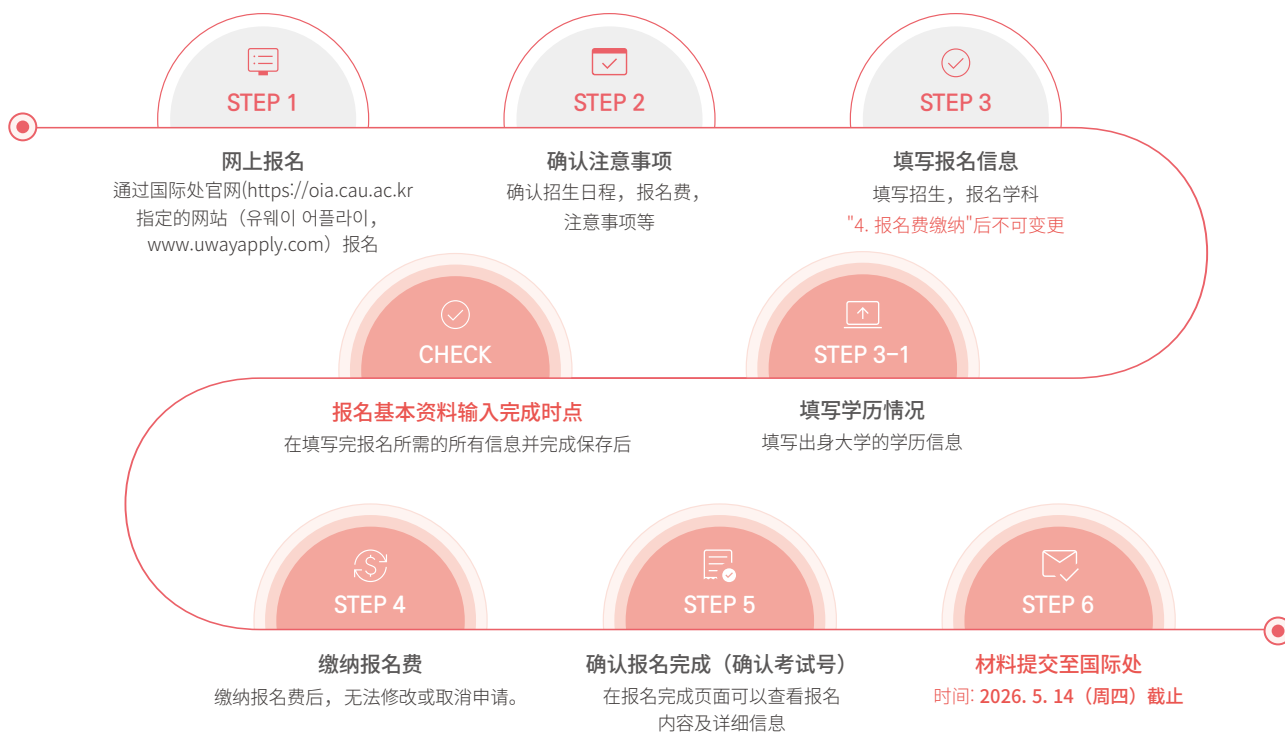 STEP 1
网上报名
通过国际处官网(https://oia.cau.ac.kr
指定的网站（유웨이 어플라이，
www.uwayapply.com）报名
STEP 2
确认注意事项
确认招生日程，报名费，
注意事项等
STEP 3
填写报名信息
填写招生，报名学科
"4. 报名费缴纳"后不可变更
STEP 3-1
填写学历情况
填写出身大学的学历信息
CHECK
报名基本资料输入完成时点
在填写完报名所需的所有信息并完成保存后
STEP 4
缴纳报名费
缴纳报名费后，无法修改或取消申请。
STEP 5
确认报名完成（确认考试号）
在报名完成页面可以查看报名
内容及详细信息
STEP 6
材料提交至国际处
时间: 2026. 5. 14（周四）截止